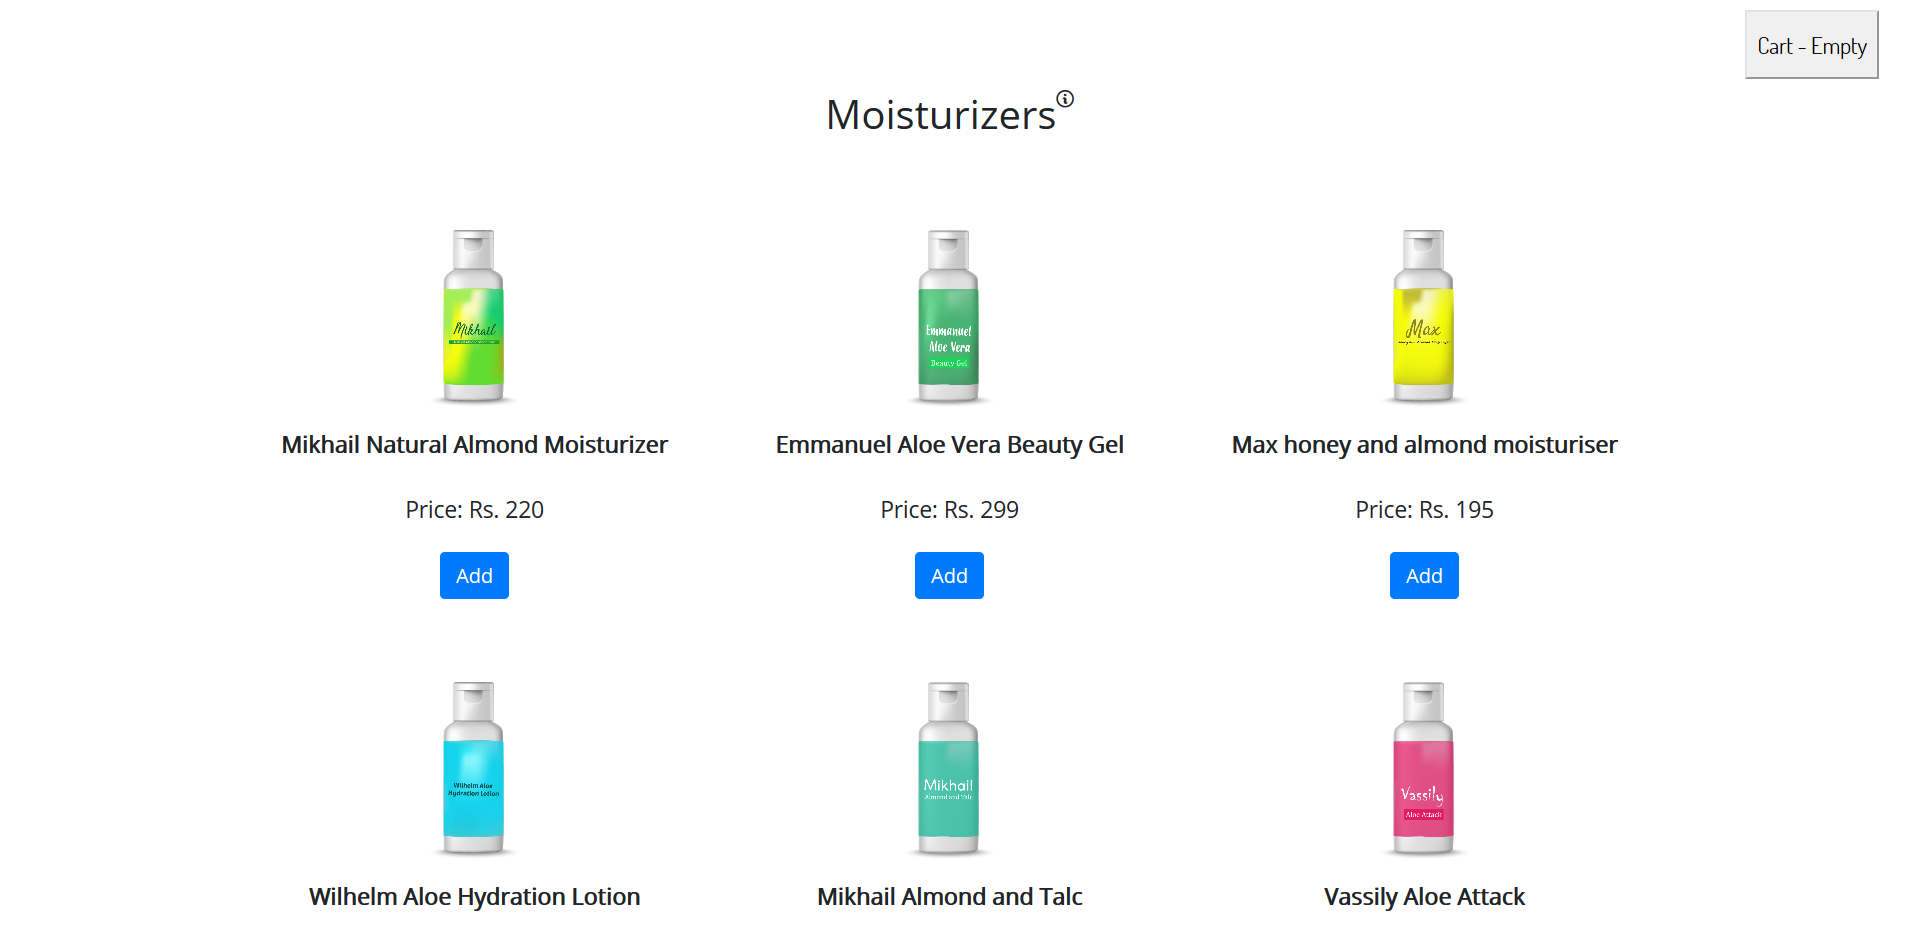 Cart - Empty
Moisturizers
Mikhail
Emmanuel
Aloe Vera
Beauty Gel
Max
Mikhail Natural Almond Moisturizer
Emmanuel Aloe Vera Beauty Gel
Max honey and almond moisturiser
Price: Rs. 220
Price: Rs. 299
Price: Rs. 195
Add
Add
Add
Wilhelm Aloe
Hydration Lotion
Mikhail
Almond and Talc
Vassily
Aloe Attack
Wilhelm Aloe Hydration Lotion
Mikhail Almond and Talc
Vassily Aloe Attack